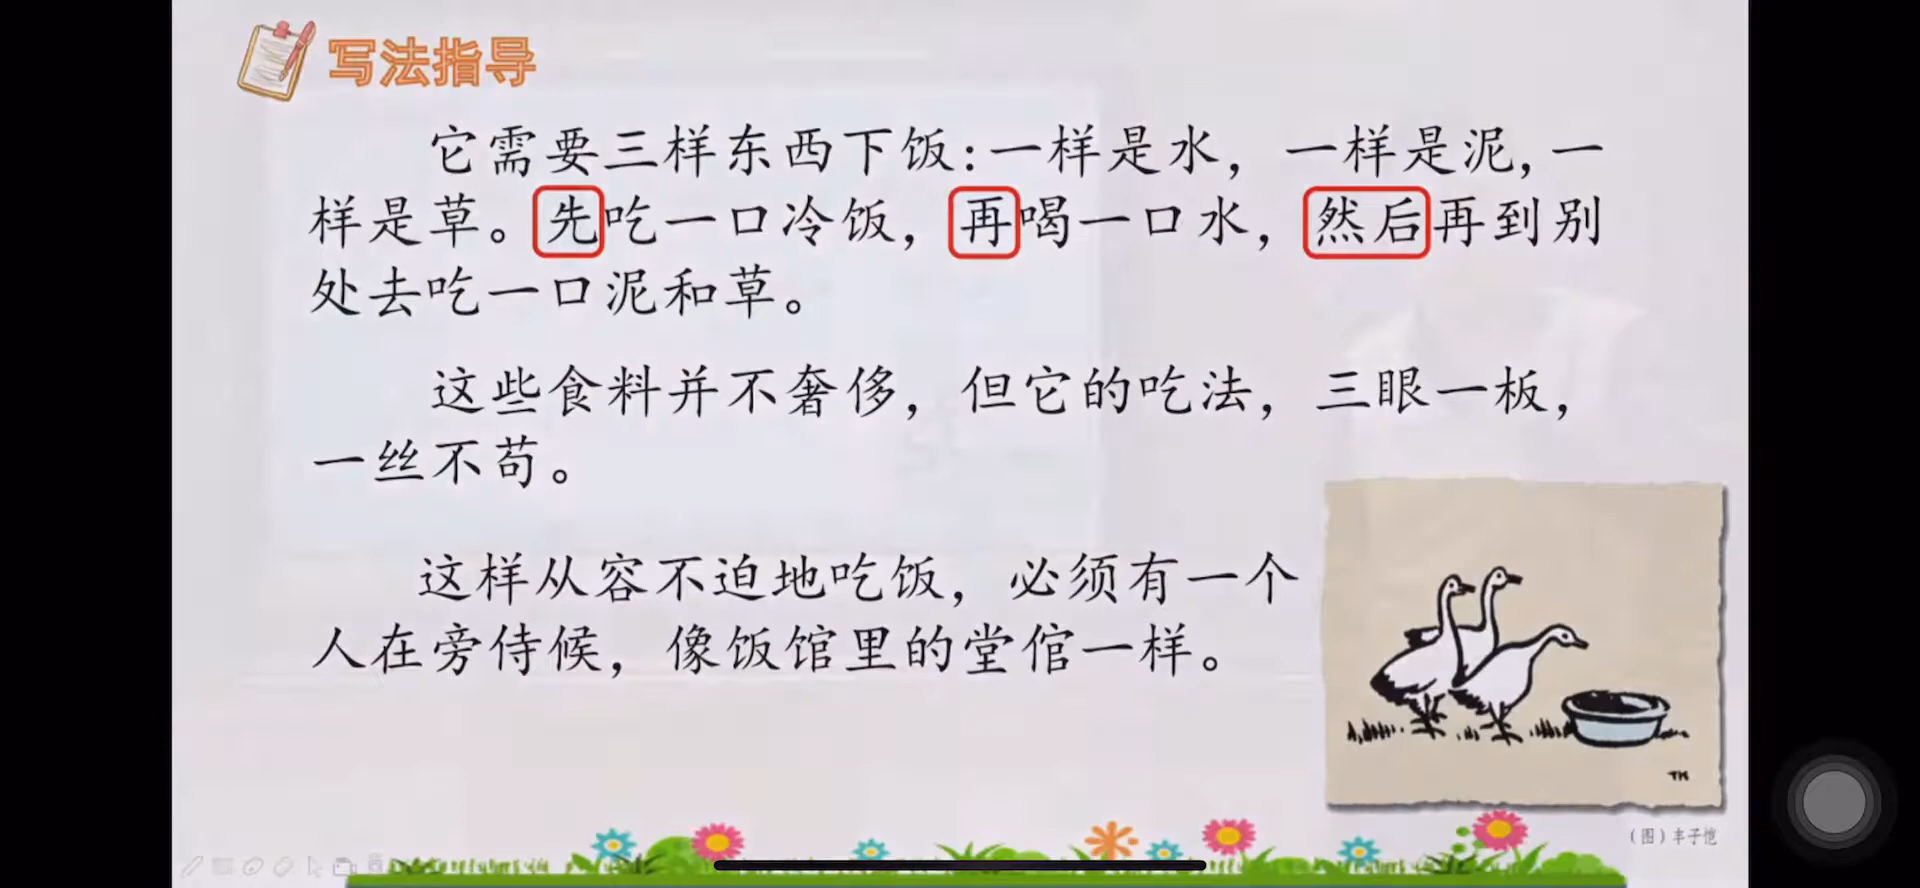 写法指导
它需要三样东西下饭:一样是水，一样是泥，一
样是草。先吃一口冷饭，再喝一口水，然后再到别
处去吃一口泥和草。
这些食料并不奢侈，但它的吃法，三眼一板，
一丝不苟。
这样从容不迫地吃饭，必须有一个
人在旁侍候，像饭馆里的堂倌一样。
TK
（图）丰子恺